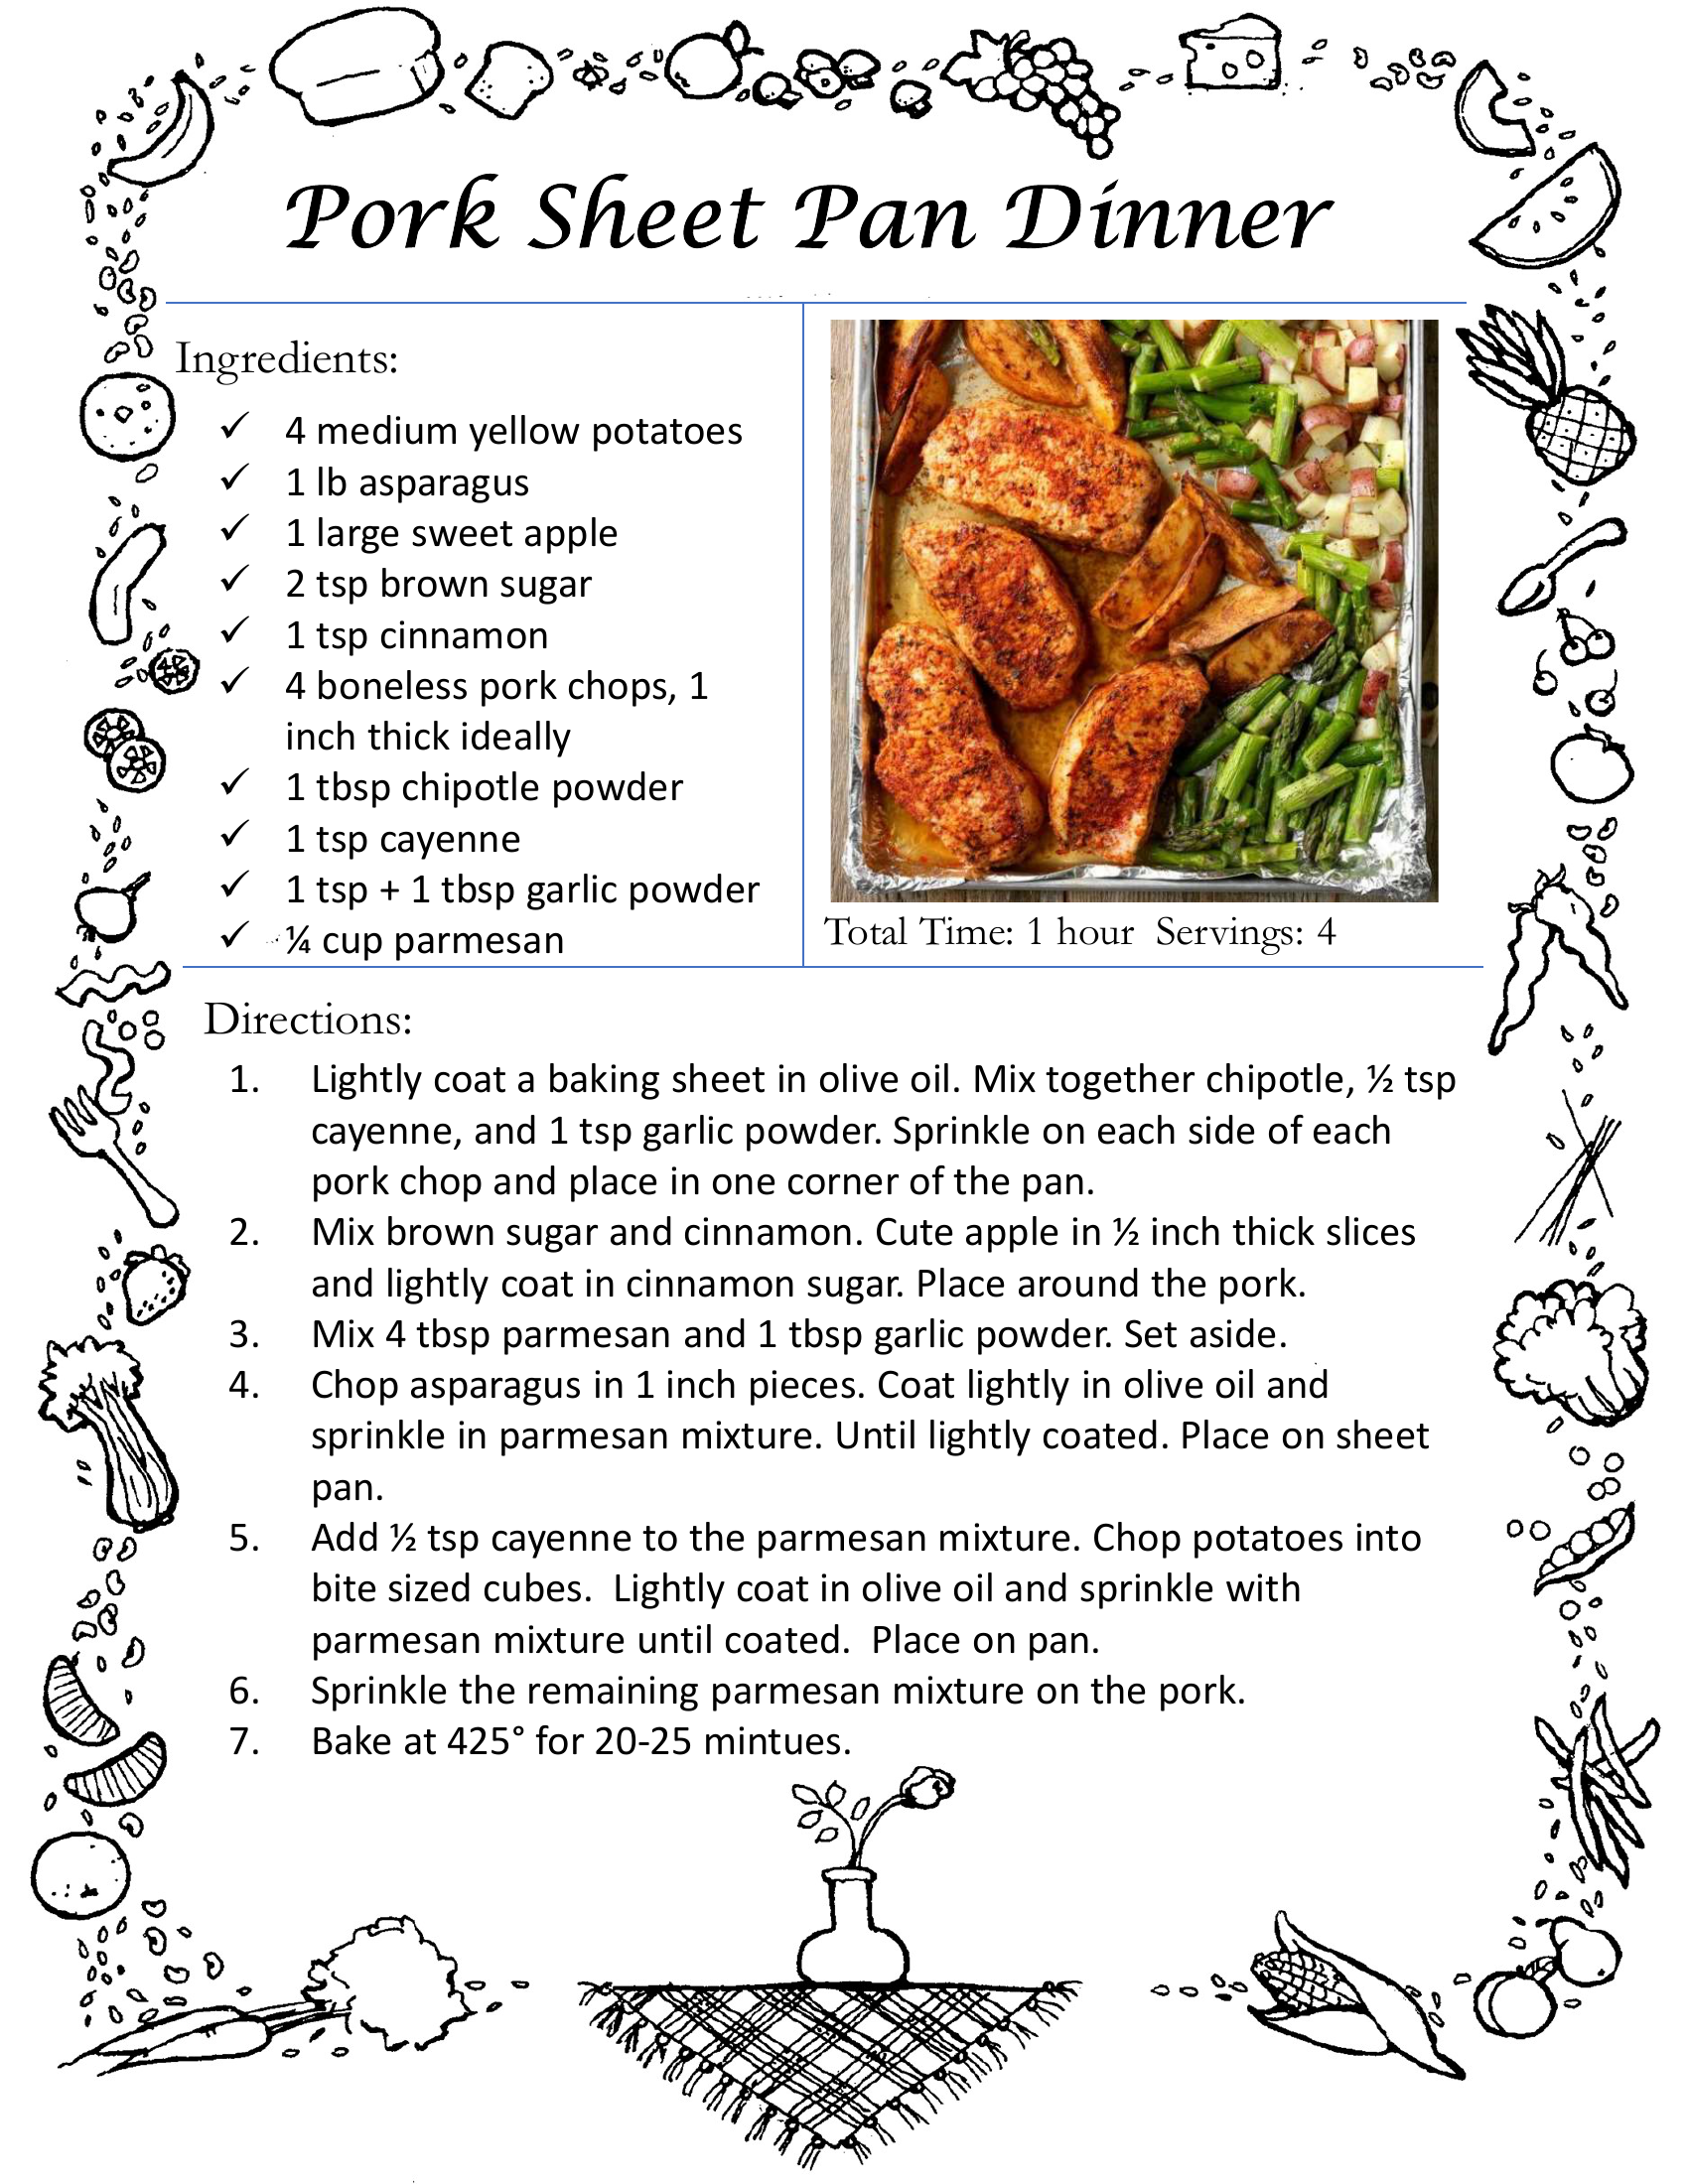 Pork Sheet Pan Dinner
Ingredients:
✓ 4 medium yellow potatoes
✓ 1 lb asparagus
✓ 1 large sweet apple
✓ 2 tsp brown sugar
✓ 1 tsp cinnamon
✓ 4 boneless pork chops, 1
inch thick ideally
✓ 1 tbsp chipotle powder
✓ 1 tsp cayenne
✓ 1 tsp + 1 tbsp garlic powder
✓ ¼ cup parmesan
Total Time: 1 hour  Servings: 4
Directions:
1. Lightly coat a baking sheet in olive oil. Mix together chipotle, ½ tsp
cayenne, and 1 tsp garlic powder. Sprinkle on each side of each
pork chop and place in one corner of the pan.
2. Mix brown sugar and cinnamon. Cute apple in ½ inch thick slices
and lightly coat in cinnamon sugar. Place around the pork.
3. Mix 4 tbsp parmesan and 1 tbsp garlic powder. Set aside.
4. Chop asparagus in 1 inch pieces. Coat lightly in olive oil and
sprinkle in parmesan mixture. Until lightly coated. Place on sheet
pan.
5. Add ½ tsp cayenne to the parmesan mixture. Chop potatoes into
bite sized cubes.  Lightly coat in olive oil and sprinkle with
parmesan mixture until coated.  Place on pan.
6. Sprinkle the remaining parmesan mixture on the pork.
7. Bake at 425° for 20-25 mintues.